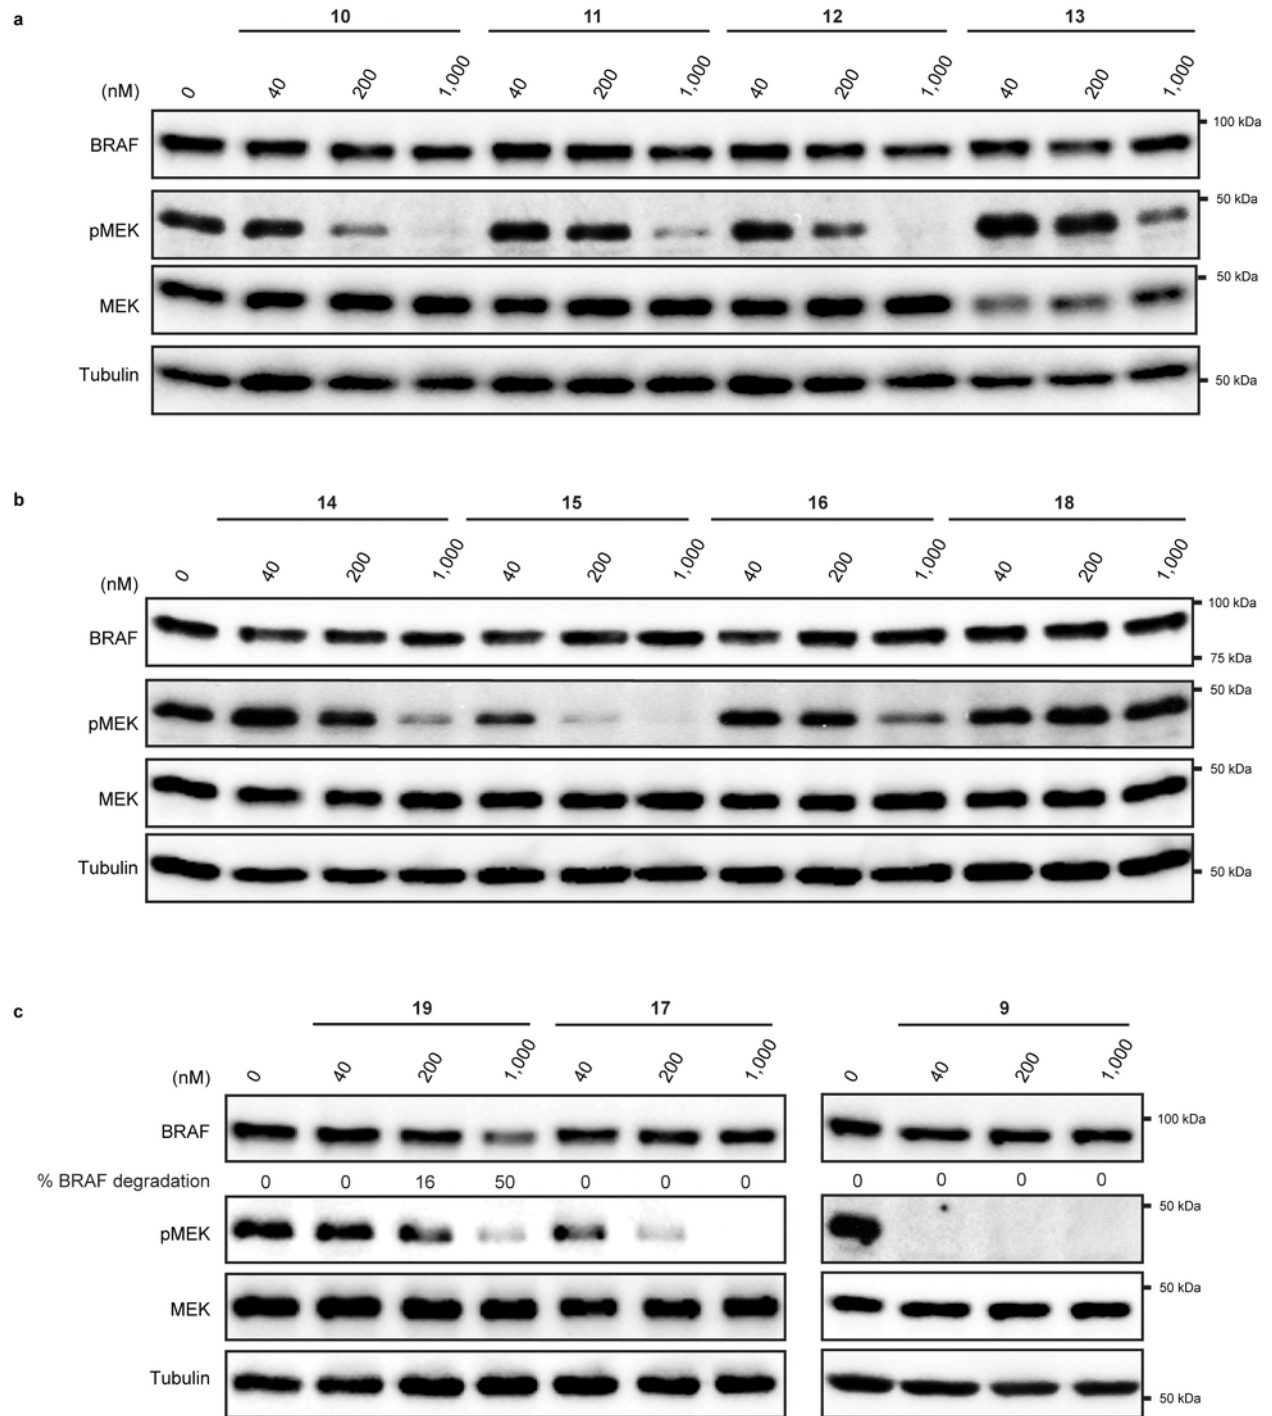 a
10 11 12 13
(nM) 0 40 200 1,000 40 200 1,000 40 200 1,000 40 200 1,000
BRAF 100 kDa
pMEK 50 kDa
MEK 50 kDa
Tubulin 50 kDa
b
14 15 16 18
(nM) 0 40 200 1,000 40 200 1,000 40 200 1,000 40 200 1,000
100 kDa
BRAF
75 kDa
pMEK 50 kDa
MEK 50 kDa
Tubulin 50 kDa
c
19 17 9
(nM) 0 40 200 1,000 40 200 1,000 0 40 200 1,000
BRAF 100 kDa
% BRAF degradation 0 0 16 50 0 0 0 0 0 0 0
pMEK 50 kDa
MEK 50 kDa
Tubulin 50 kDa